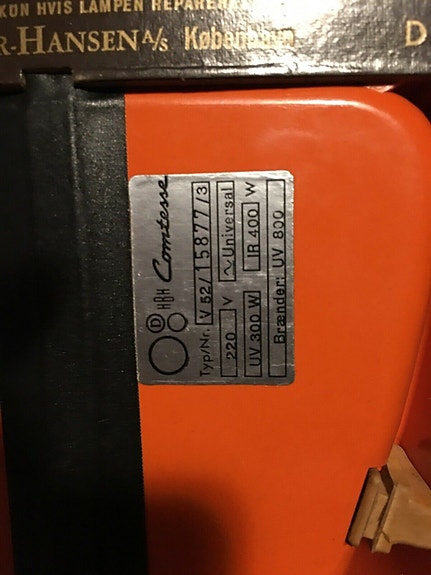 KON HVIS LAMPEN REPARERE
R-HANSEN A/S København
D
D HBH Comtesse
Typ/Nr. V 52/15877/3
220 V ~Universal
UV 300 W IR 400 W
Brænder: UV 800